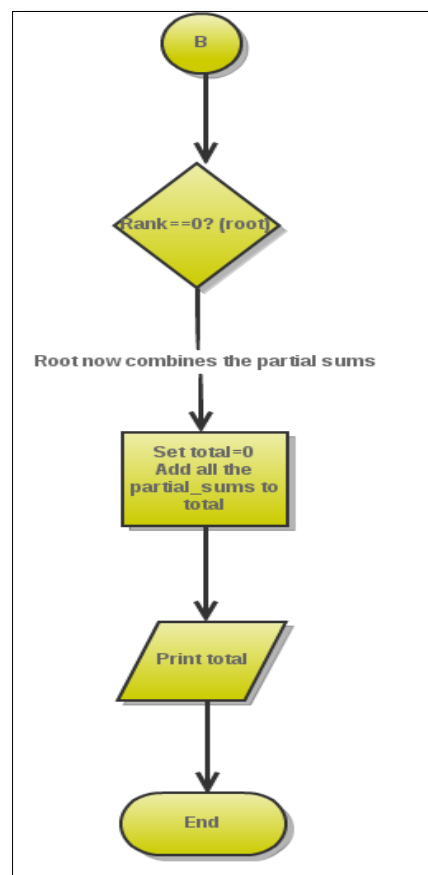 B
Rank==0? (root)
Root now combines the partial sums
Set total=0
Add all the
partial_sums to
total
Print total
End